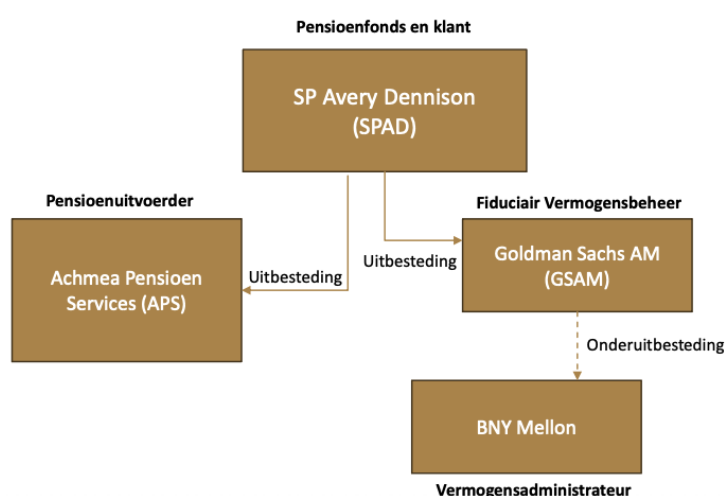 Pensioenfonds en klant
SP Avery Dennison
(SPAD)
Pensioenuitvoerder
Fiduciair Vermogensbeheer
Achmea Pensioen
Services (APS)
Uitbesteding
Uitbesteding
Goldman Sachs AM
(GSAM)
Onderuitbesteding
BNY Mellon
Vermogensadministrateur